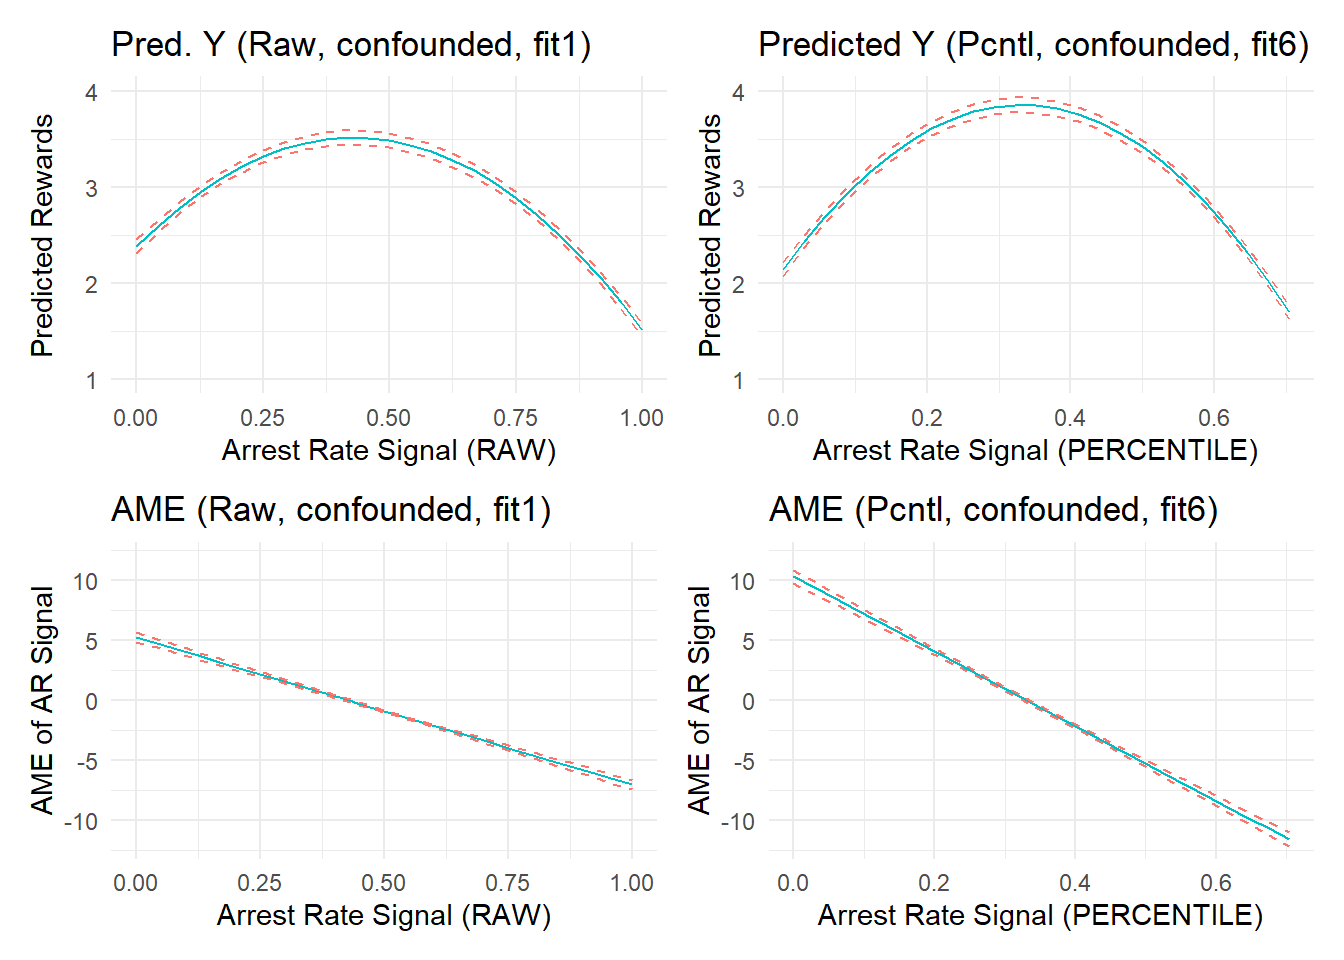 Pred. Y (Raw, confounded, fit1)
Predicted Rewards
4
3
2
1
0.00 0.25 0.50 0.75 1.00
Arrest Rate Signal (RAW)
Predicted Y (Pcntl, confounded, fit6)
Predicted Rewards
4
3
2
1
0.0 0.2 0.4 0.6
Arrest Rate Signal (PERCENTILE)
AME (Raw, confounded, fit1)
AME of AR Signal
10
5
0
-5
-10
0.00 0.25 0.50 0.75 1.00
Arrest Rate Signal (RAW)
AME (Pcntl, confounded, fit6)
AME of AR Signal
10
5
0
-5
-10
0.0 0.2 0.4 0.6
Arrest Rate Signal (PERCENTILE)